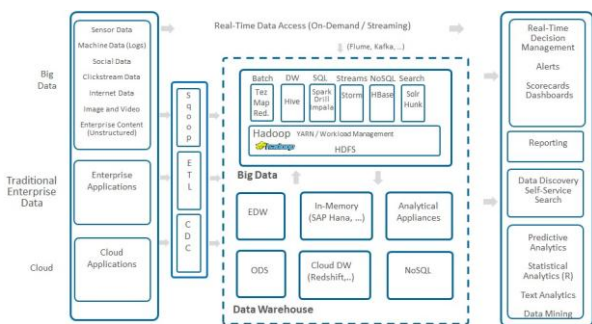 Real-Time Data Access (On-Demand / Streaming)
(Flume, Kafka, ...)
Big
Data
Sensor Data
Machine Data (Logs)
Social Data
Clickstream Data
Internet Data
Image and Video
Enterprise Content
(Unstructured)
Traditional
Enterprise
Data
Enterprise
Applications
Cloud
Cloud
Applications
Sqoop
ETL
CDC
Batch
Tez
Map
Red.
DW
Hive
SQL
Spark
Drill
Impala
Streams
Storm
NoSQL
HBase
Search
Solr
Hunk
Hadoop YARN / Workload Management
hadoop
HDFS
Big Data
EDW
In-Memory
(SAP Hana, ...)
Analytical
Appliances
ODS
Cloud DW
(Redshift,..)
NoSQL
Data Warehouse
Real-Time
Decision
Management
Alerts
Scorecards
Dashboards
Reporting
Data Discovery
Self-Service
Search
Predictive
Analytics
Statistical
Analytics (R)
Text Analytics
Data Mining